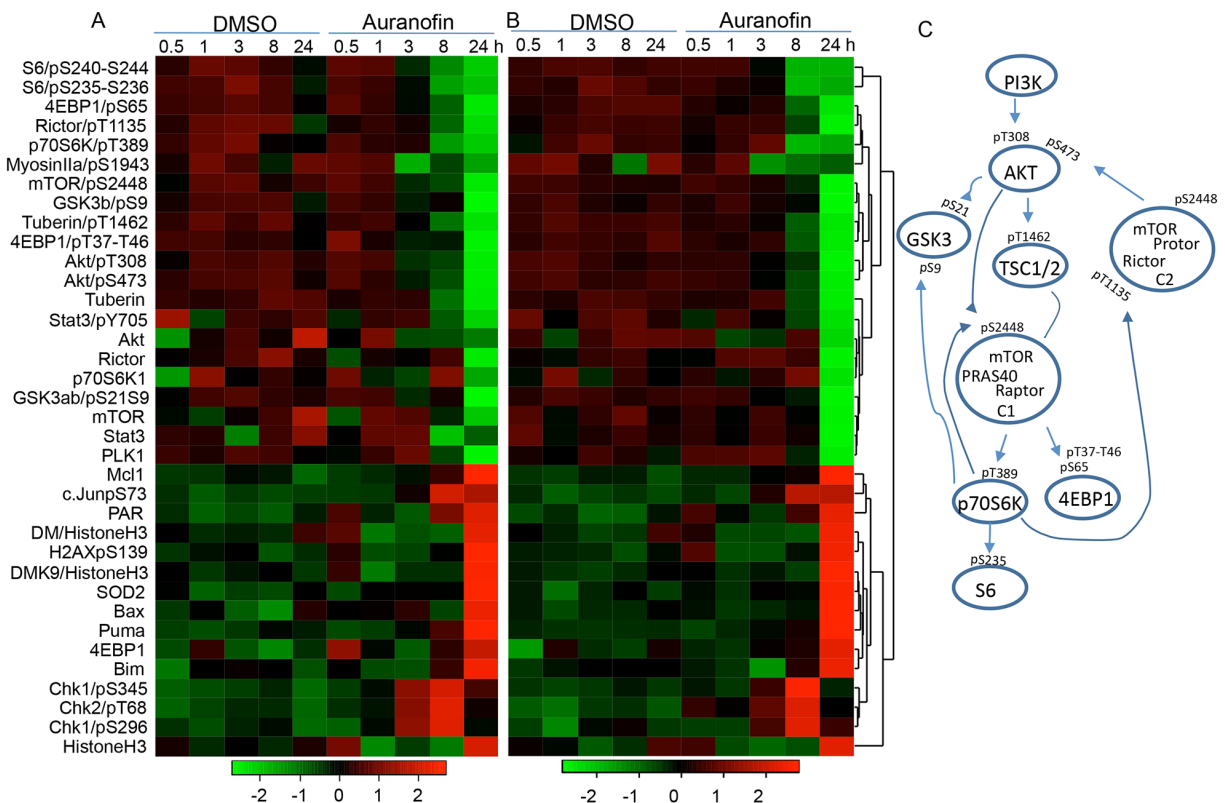 A
DMSO
Auranofin
0.5 1 3 8 24 0.5 1 3 8 24 h
S6/pS240-S244
S6/pS235-S236
4EBP1/pS65
Rictor/pT1135
p70S6K/pT389
MyosinIIa/pS1943
mTOR/pS2448
GSK3b/pS9
Tuberin/pT1462
4EBP1/pT37-T46
Akt/pT308
Akt/pS473
Tuberin
Stat3/pY705
Akt
Rictor
p70S6K1
GSK3ab/pS21S9
mTOR
Stat3
PLK1
Mcl1
c.JunpS73
PAR
DM/HistoneH3
H2AXpS139
DMK9/HistoneH3
SOD2
Bax
Puma
4EBP1
Bim
Chk1/pS345
Chk2/pT68
Chk1/pS296
HistoneH3
-2 -1 0 1 2
B
DMSO
Auranofin
0.5 1 3 8 24 0.5 1 3 8 24 h
-2 -1 0 1 2
C
PI3K
pT308
pS473
AKT
pS21
GSK3
pS9
pT1462
TSC1/2
pS2448
mTOR
Protor
Rictor
C2
pT1135
pS2448
mTOR
PRAS40
Raptor
C1
pT37-T46
pS65
4EBP1
pT389
p70S6K
pS235
S6